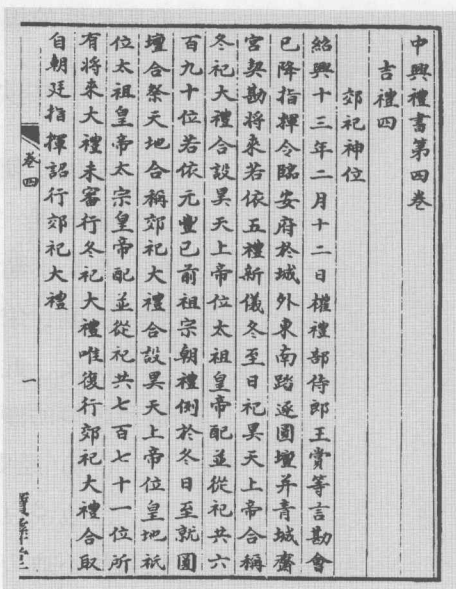 中興禮書第四卷
吉禮四
郊祀神位
紹興十三年二月十二日權禮部侍郎王賞等言勘會
已降指揮令臨安府於城外東南踏逐圜壇并青城齋
宮契勘將來若依五禮新儀冬至日祀昊天上帝合稱
冬祀大禮合設昊天上帝位太祖皇帝配並從祀共六
百九十位若依元豐已前祖宗朝禮例於冬日至就圜
壇合祭天地合稱郊祀大禮合設昊天上帝位皇地祇
位太祖皇帝太宗皇帝配並從祀共七百七十一位所
有將來大禮未審行冬祀大禮唯復行郊祀大禮合取
自朝廷指揮詔行郊祀大禮
卷四
一